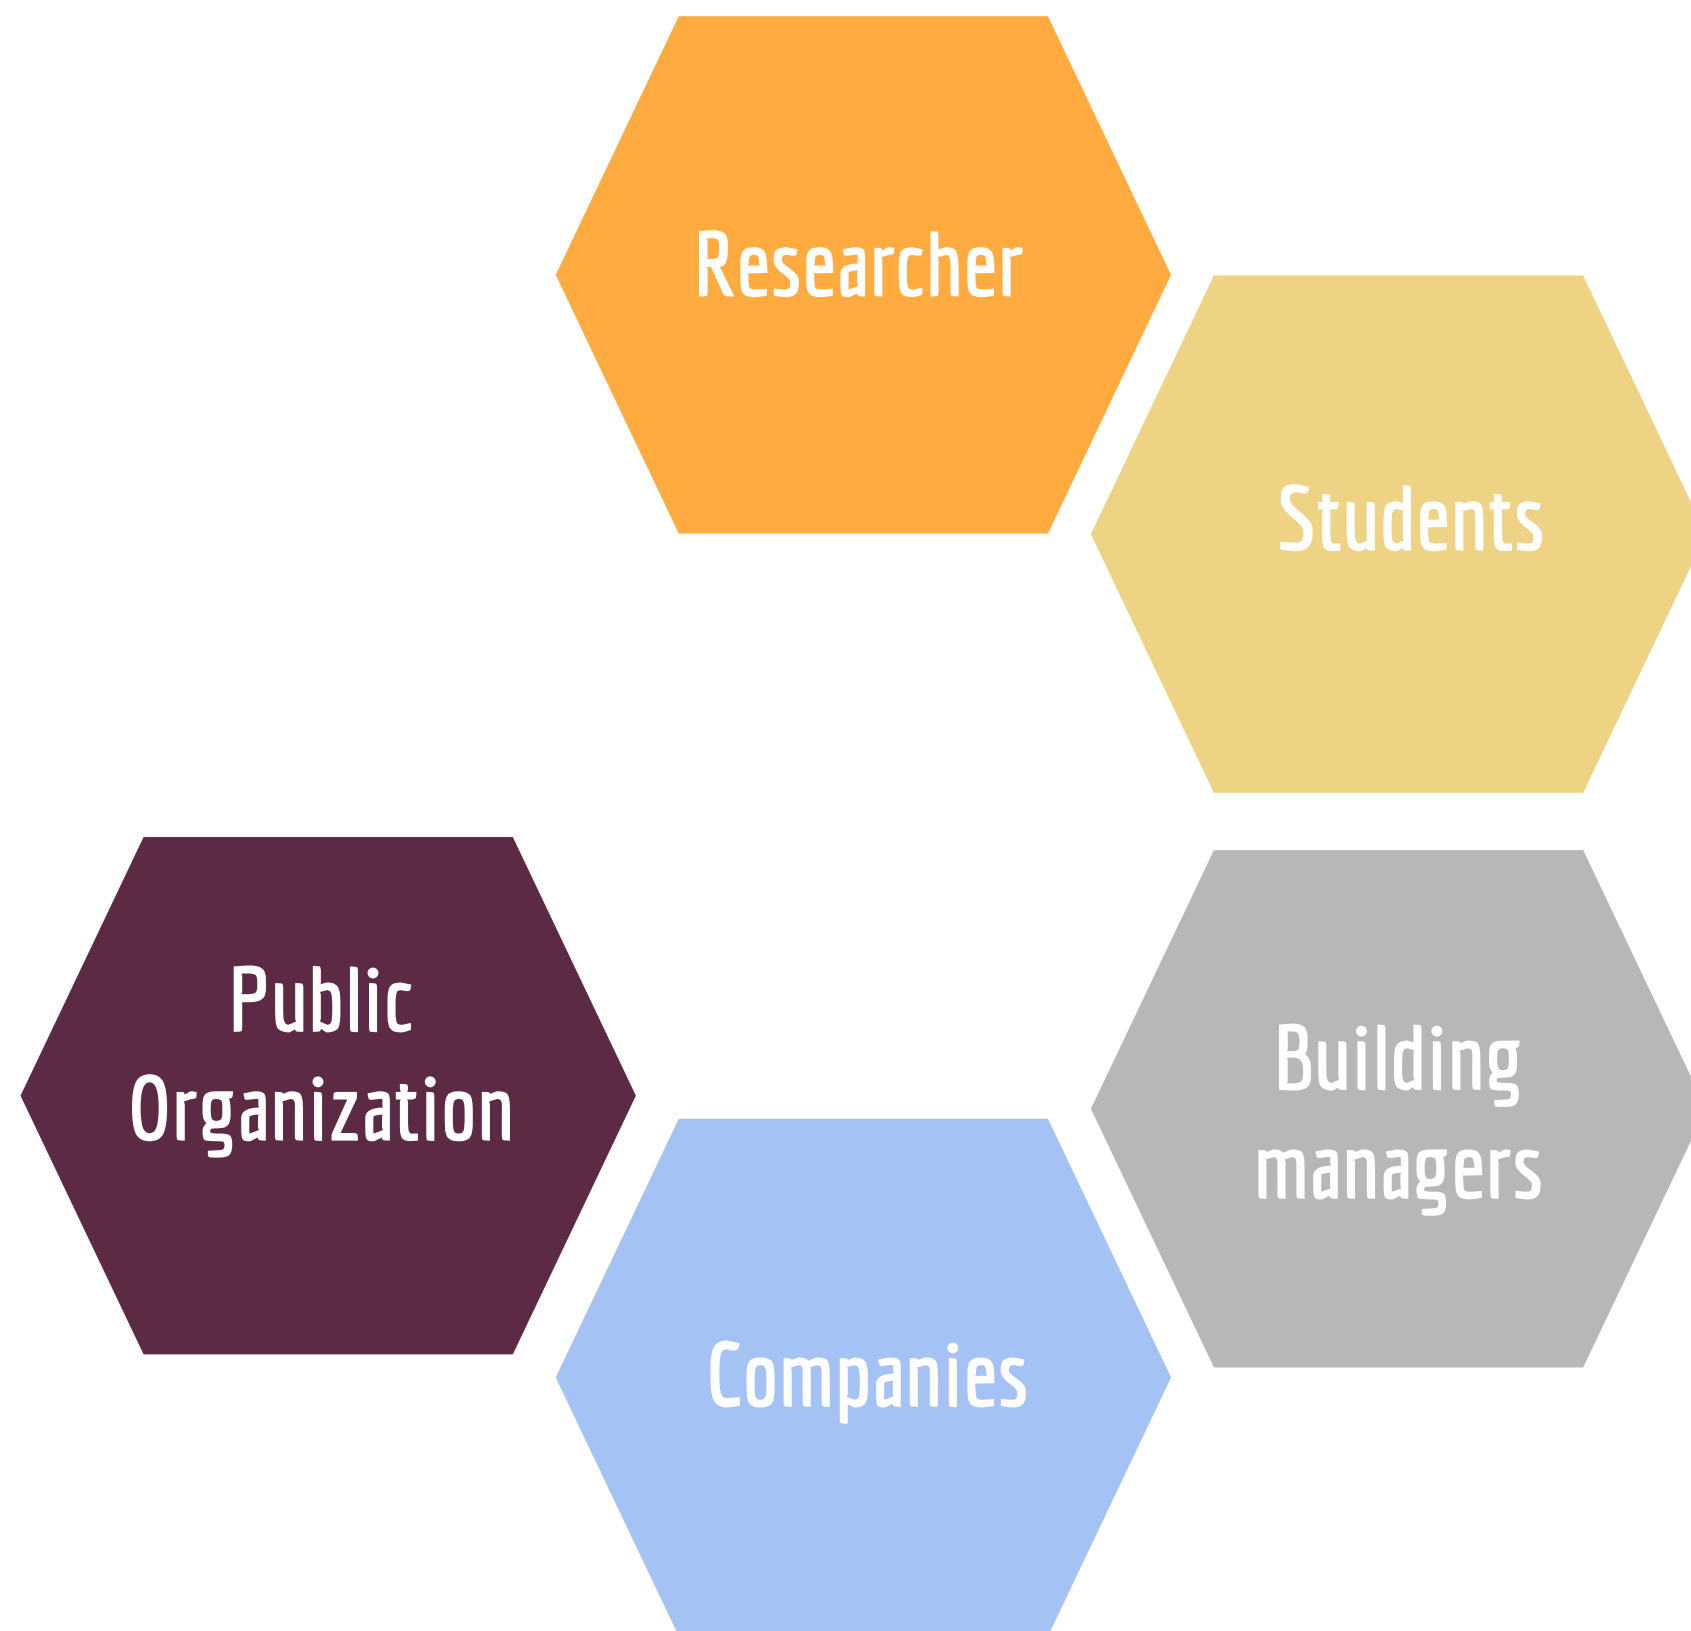 Researcher
Students
Public
Organization
Building
managers
Companies